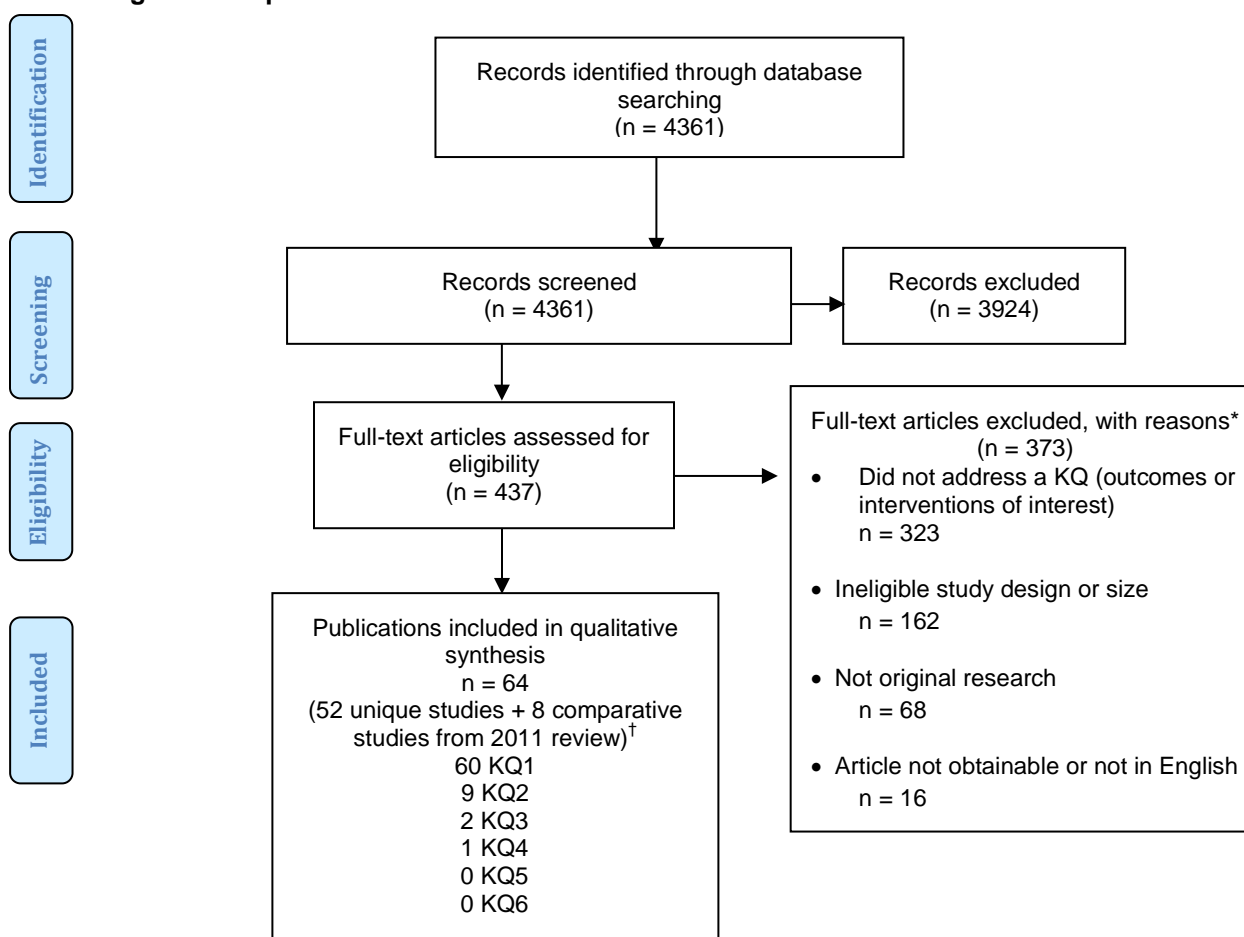 Identification
Records identified through database
searching
(n = 4361)
Screening
Records screened
(n = 4361)
Records excluded
(n = 3924)
Eligibility
Full-text articles assessed for
eligibility
(n = 437)
Full-text articles excluded, with reasons*
(n = 373)
• Did not address a KQ (outcomes or
interventions of interest)
n = 323
• Ineligible study design or size
n = 162
• Not original research
n = 68
• Article not obtainable or not in English
n = 16
Included
Publications included in qualitative
synthesis
n = 64
(52 unique studies + 8 comparative
studies from 2011 review)†
60 KQ1
9 KQ2
2 KQ3
1 KQ4
0 KQ5
0 KQ6